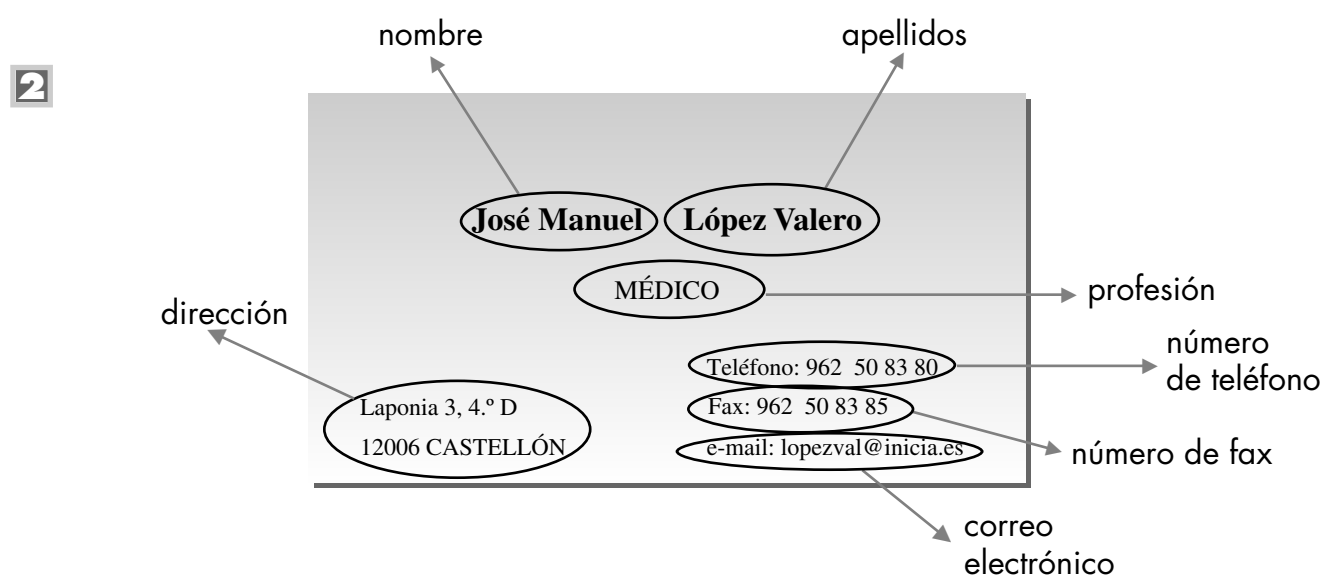 nombre
apellidos
2
José Manuel
López Valero
MÉDICO
profesión
dirección
número
de teléfono
Teléfono: 962 50 83 80
Laponia 3, 4.º D
Fax: 962 50 83 85
12006 CASTELLÓN
e-mail: lopezval@inicia.es
número de fax
correo
electrónico